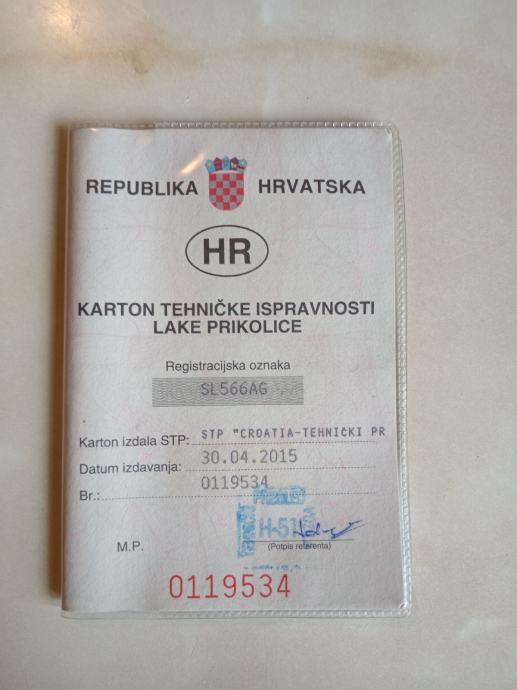 REPUBLIKA HRVATSKA
HR
KARTON TEHNIČKE ISPRAVNOSTI
LAKE PRIKOLICE
Registracijska oznaka
SL566AG
Karton izdala STP: STP "CROATIA-TEHNIČKI PR
Datum izdavanja: 30.04.2015
Br.: 0119534
M.P.
(Potpis referenta)
0119534